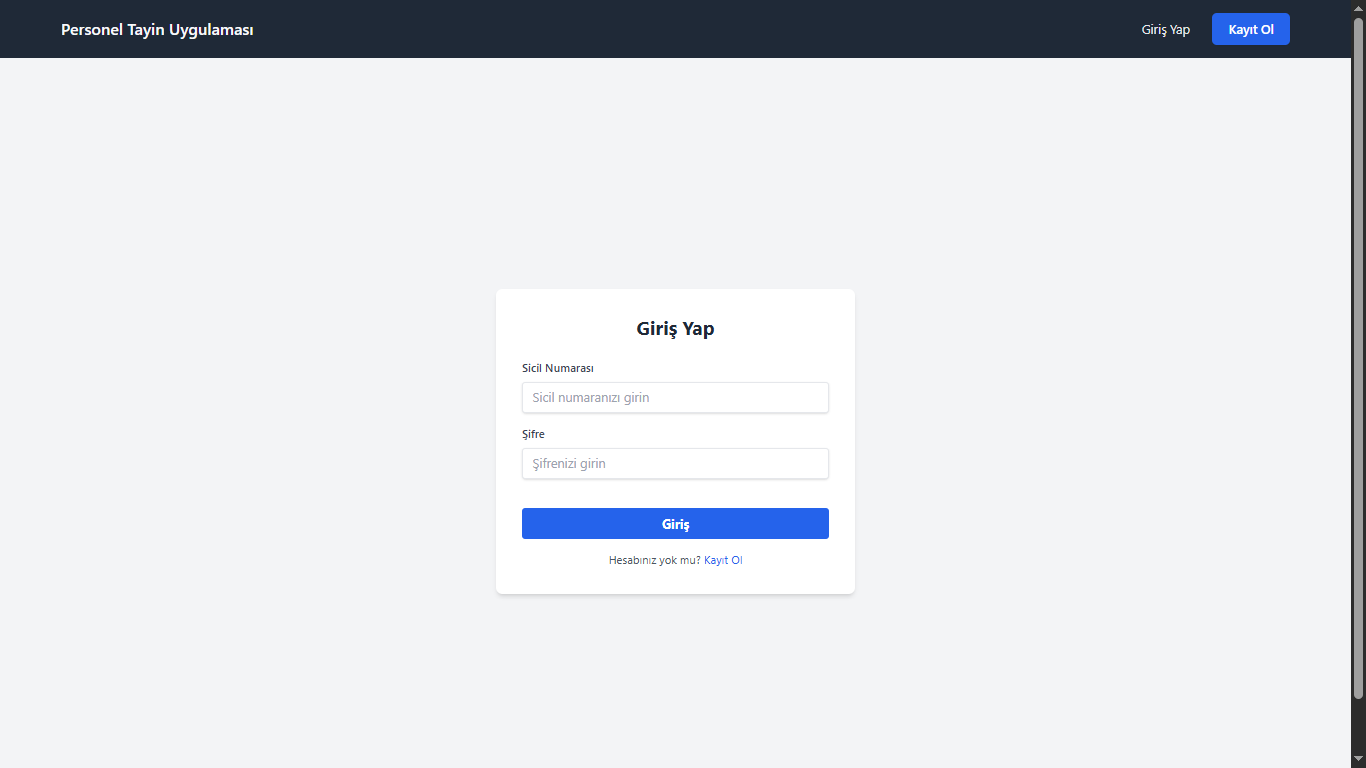 Personel Tayin Uygulaması
Giriş Yap
Kayıt Ol
Giriş Yap
Sicil Numarası
Sicil numaranızı girin
Şifre
Şifrenizi girin
Giriş
Hesabınız yok mu? Kayıt Ol